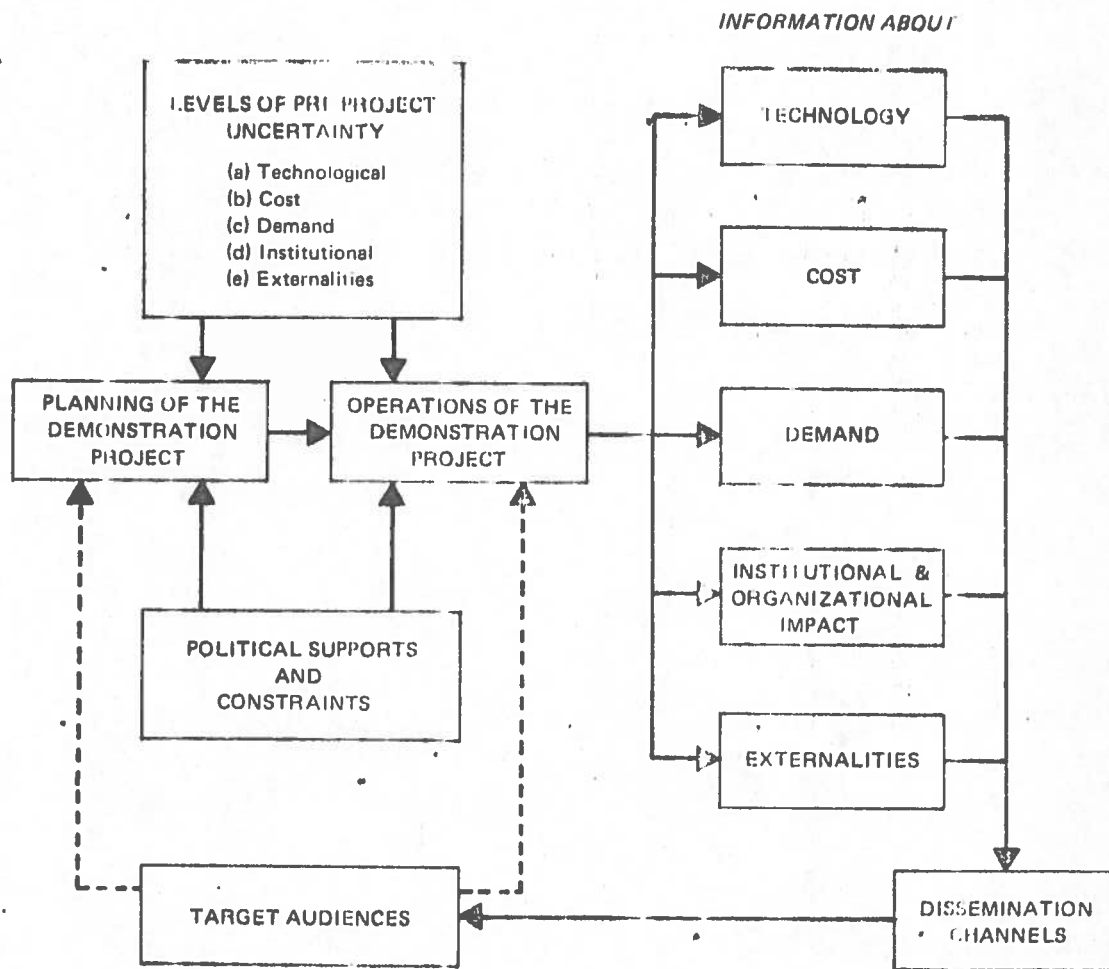 INFORMATION ABOUT
LEVELS OF PRE PROJECT
UNCERTAINTY
(a) Technological
(b) Cost
(c) Demand
(d) Institutional
(e) Externalities
PLANNING OF THE
DEMONSTRATION
PROJECT
OPERATIONS OF THE
DEMONSTRATION
PROJECT
POLITICAL SUPPORTS
AND
CONSTRAINTS
TARGET AUDIENCES
TECHNOLOGY
COST
DEMAND
INSTITUTIONAL &
ORGANIZATIONAL
IMPACT
EXTERNALITIES
DISSEMINATION
CHANNELS